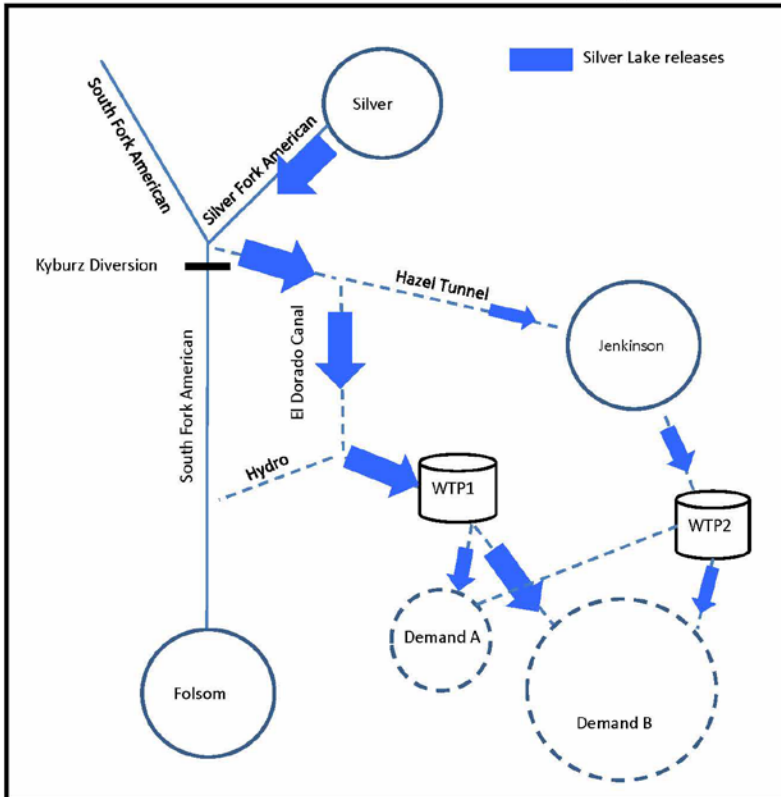 Silver Lake releases
South Fork American
Silver
Silver Fork American
Kyburz Diversion
Hazel Tunnel
Jenkinson
El Dorado Canal
South Fork American
Hydro
WTP1
WTP2
Demand A
Folsom
Demand B